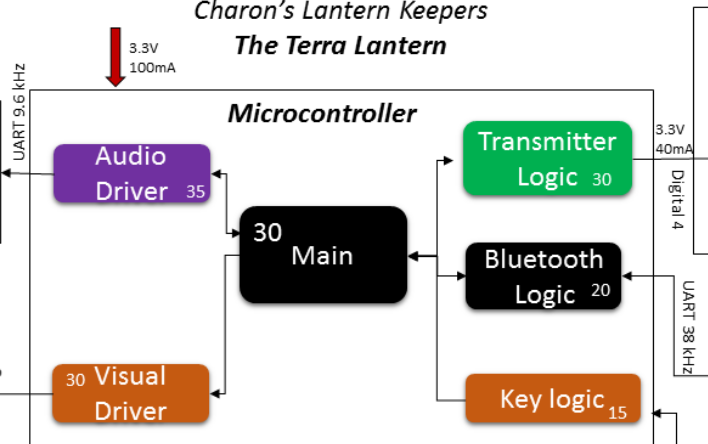 Charon's Lantern Keepers
The Terra Lantern
3.3V
100mA
UART 9.6 kHz
Microcontroller
Audio
Driver 35
Transmitter
Logic 30
3.3V
40mA
Digital 4
30
Main
Bluetooth
Logic 20
UART 38 kHz
30 Visual
Driver
Key logic 15